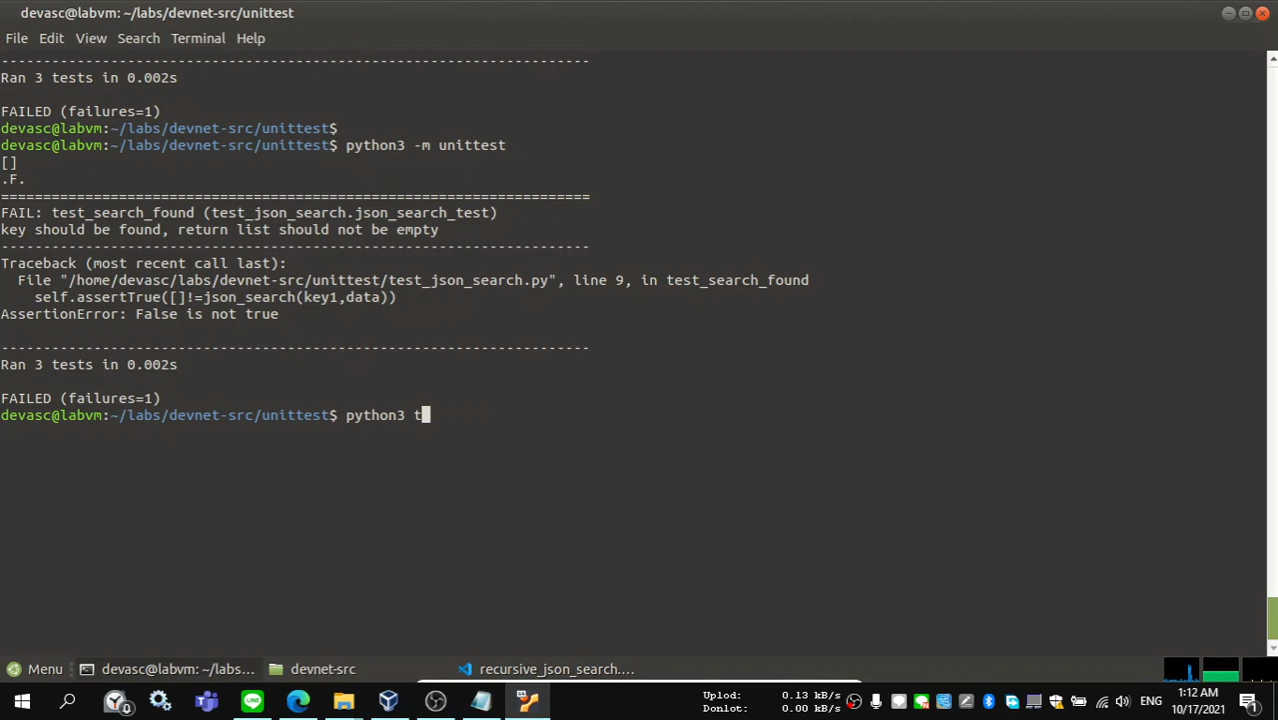 devasc@labvm: ~/labs/devnet-src/unittest
File Edit View Search Terminal Help
----------------------------------------------------------------------
Ran 3 tests in 0.002s
FAILED (failures=1)
devasc@labvm:~/labs/devnet-src/unittest$
devasc@labvm:~/labs/devnet-src/unittest$ python3 -m unittest
[]
.F.
======================================================================
FAIL: test_search_found (test_json_search.json_search_test)
key should be found, return list should not be empty
----------------------------------------------------------------------
Traceback (most recent call last):
  File "/home/devasc/labs/devnet-src/unittest/test_json_search.py", line 9, in test_search_found
    self.assertTrue([]!=json_search(key1,data))
AssertionError: False is not true
----------------------------------------------------------------------
Ran 3 tests in 0.002s
FAILED (failures=1)
devasc@labvm:~/labs/devnet-src/unittest$ python3 t
Menu devasc@labvm: ~/labs... devnet-src recursive_json_search....
Uplod: 0.13 kB/s
Donlot: 0.00 kB/s
ENG
1:12 AM
10/17/2021